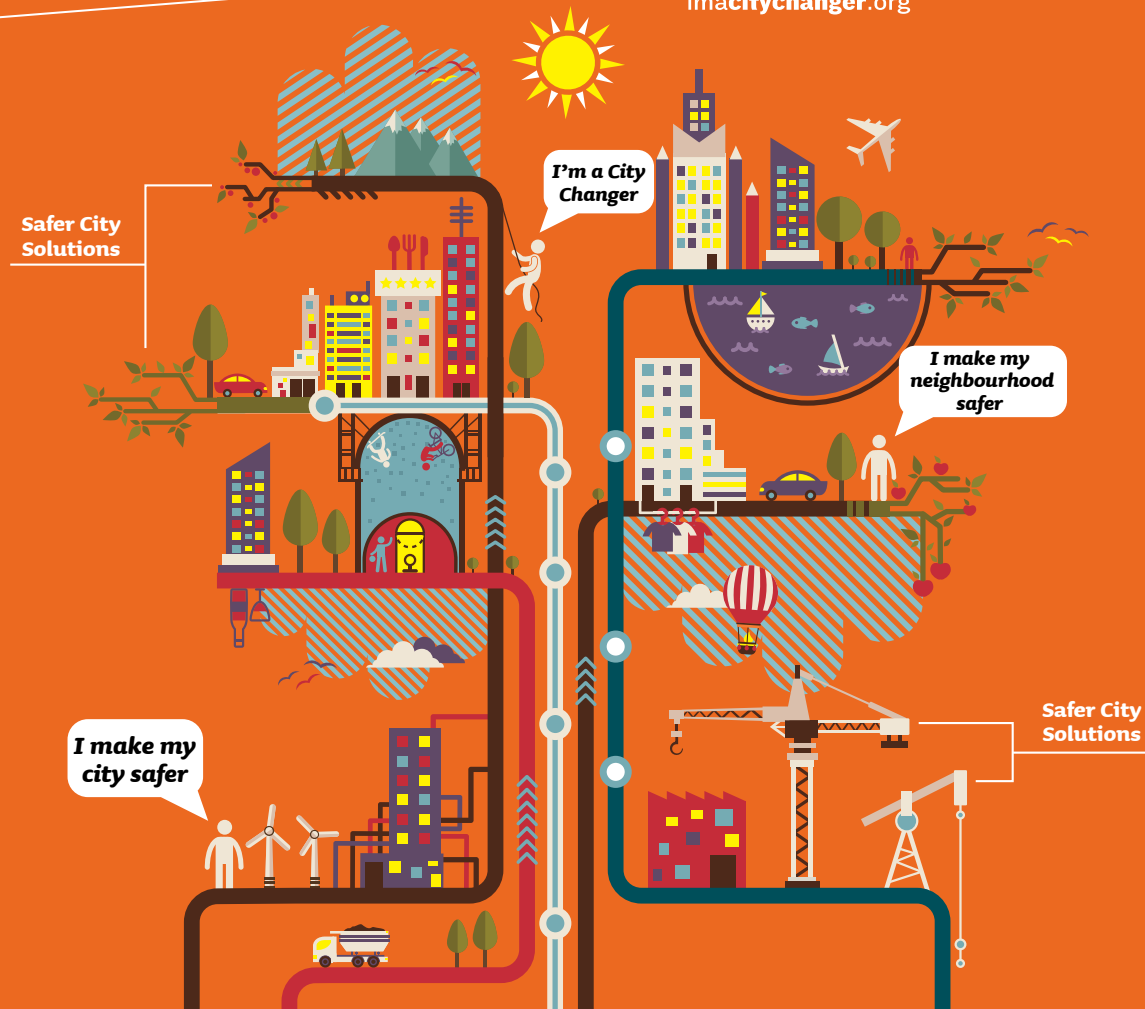 imacitychanger.org
I'm a City
Changer
Safer City
Solutions
I make my
neighbourhood
safer
Safer City
Solutions
I make my
city safer